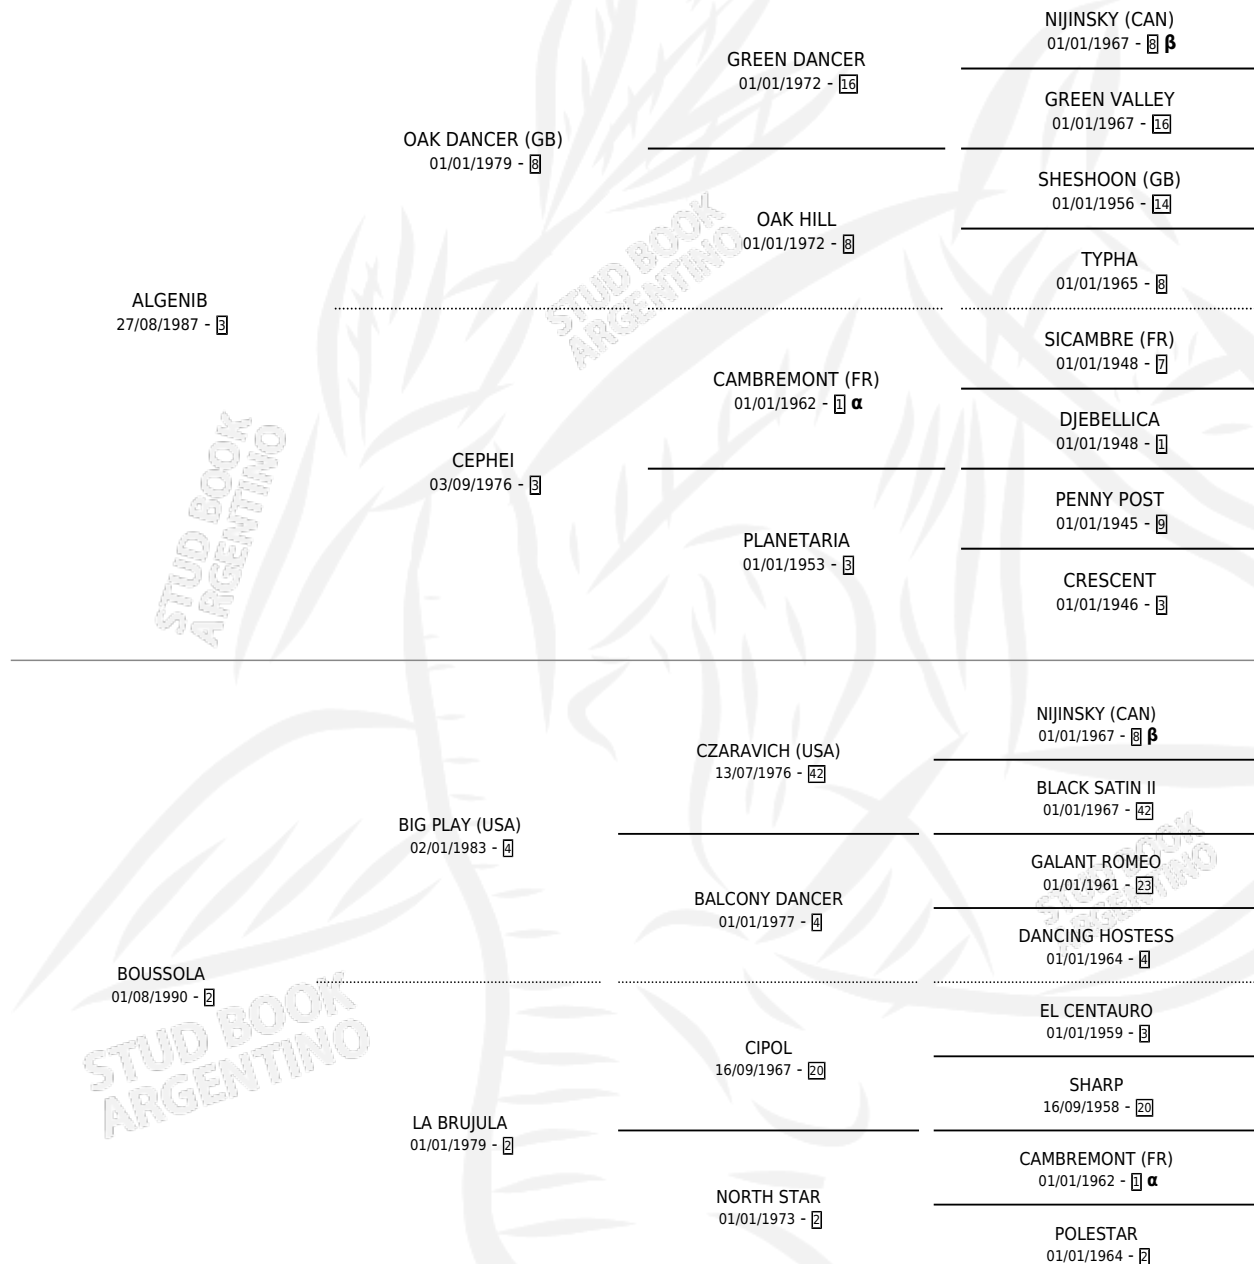 NIJINSKY (CAN)
01/01/1967 - 8 β
GREEN DANCER
01/01/1972 - 16
GREEN VALLEY
01/01/1967 - 16
OAK DANCER (GB)
01/01/1979 - 8
SHESHOON (GB)
01/01/1956 - 14
OAK HILL
01/01/1972 - 8
TYPHA
01/01/1965 - 8
ALGENIB
27/08/1987 - 3
SICAMBRE (FR)
01/01/1948 - 7
CAMBREMONT (FR)
01/01/1962 - 1 α
DJEBELLICA
01/01/1948 - 1
CEPHEI
03/09/1976 - 3
PENNY POST
01/01/1945 - 9
PLANETARIA
01/01/1953 - 3
CRESCENT
01/01/1946 - 3
NIJINSKY (CAN)
01/01/1967 - 8 β
CZARAVICH (USA)
13/07/1976 - 42
BLACK SATIN II
01/01/1967 - 42
BIG PLAY (USA)
02/01/1983 - 4
GALANT ROMEO
01/01/1961 - 23
BALCONY DANCER
01/01/1977 - 4
DANCING HOSTESS
01/01/1964 - 4
BOUSSOLA
01/08/1990 - 2
EL CENTAURO
01/01/1959 - 3
CIPOL
16/09/1967 - 20
SHARP
16/09/1958 - 20
LA BRUJULA
01/01/1979 - 2
CAMBREMONT (FR)
01/01/1962 - 1 α
NORTH STAR
01/01/1973 - 2
POLESTAR
01/01/1964 - 2
STUD BOOK
ARGENTINO
STUD BOOK
ARGENTINO
STUD BOOK
ARGENTINO
STUD BOOK
ARGENTINO